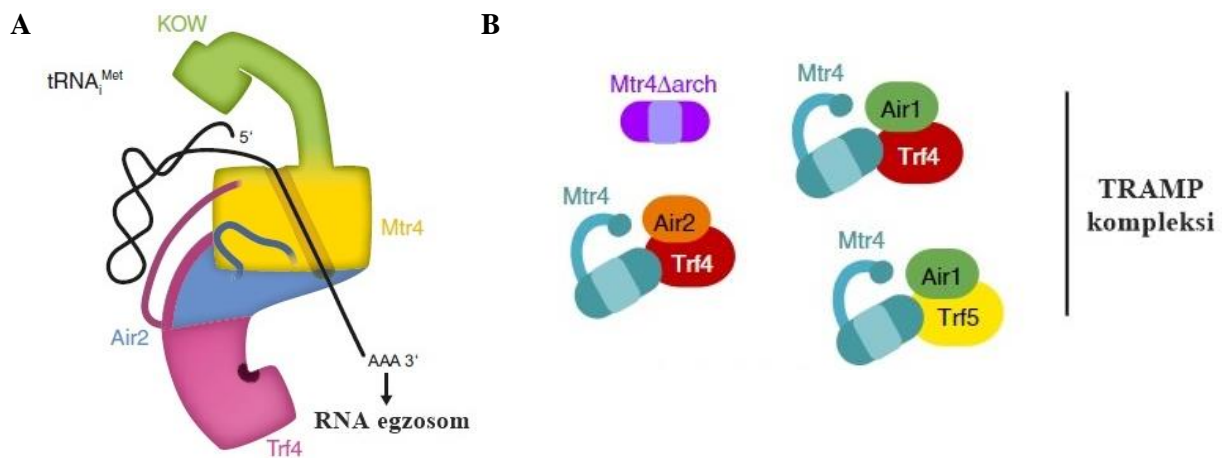 A
KOW
tRNAiMet
5'
Mtr4
Air2
AAA 3'
RNA egzosom
Trf4
B
Mtr4Δarch
Mtr4
Air1
Trf4
Mtr4
Air2
Trf4
Mtr4
Air1
Trf5
TRAMP
kompleksi